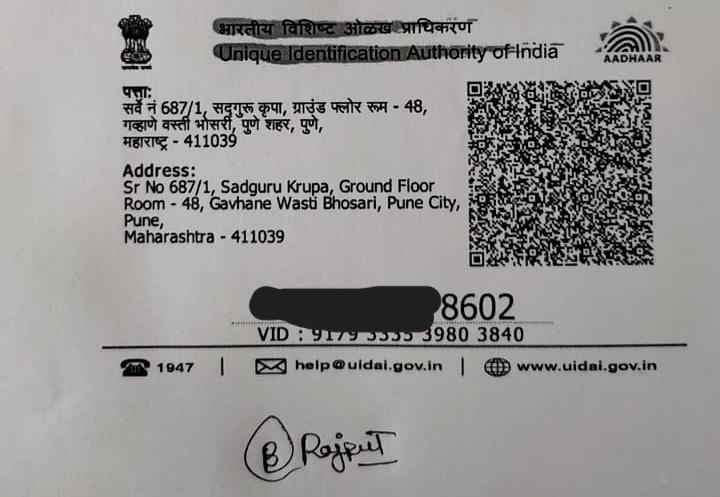 भारतीय विशिष्ट ओळख प्राधिकरण
Unique Identification Authority of India
AADHAAR
पत्ता:
सर्वे नं 687/1, सद्गुरू कृपा, ग्राउंड फ्लोर रूम - 48,
गव्हाणे वस्ती भोसरी, पुणे शहर, पुणे,
महाराष्ट्र - 411039
Address:
Sr No 687/1, Sadguru Krupa, Ground Floor
Room - 48, Gavhane Wasti Bhosari, Pune City,
Pune,
Maharashtra - 411039
8602
VID : 9179 3333 3980 3840
1947 | help@uidai.gov.in | www.uidai.gov.in
B Rajput